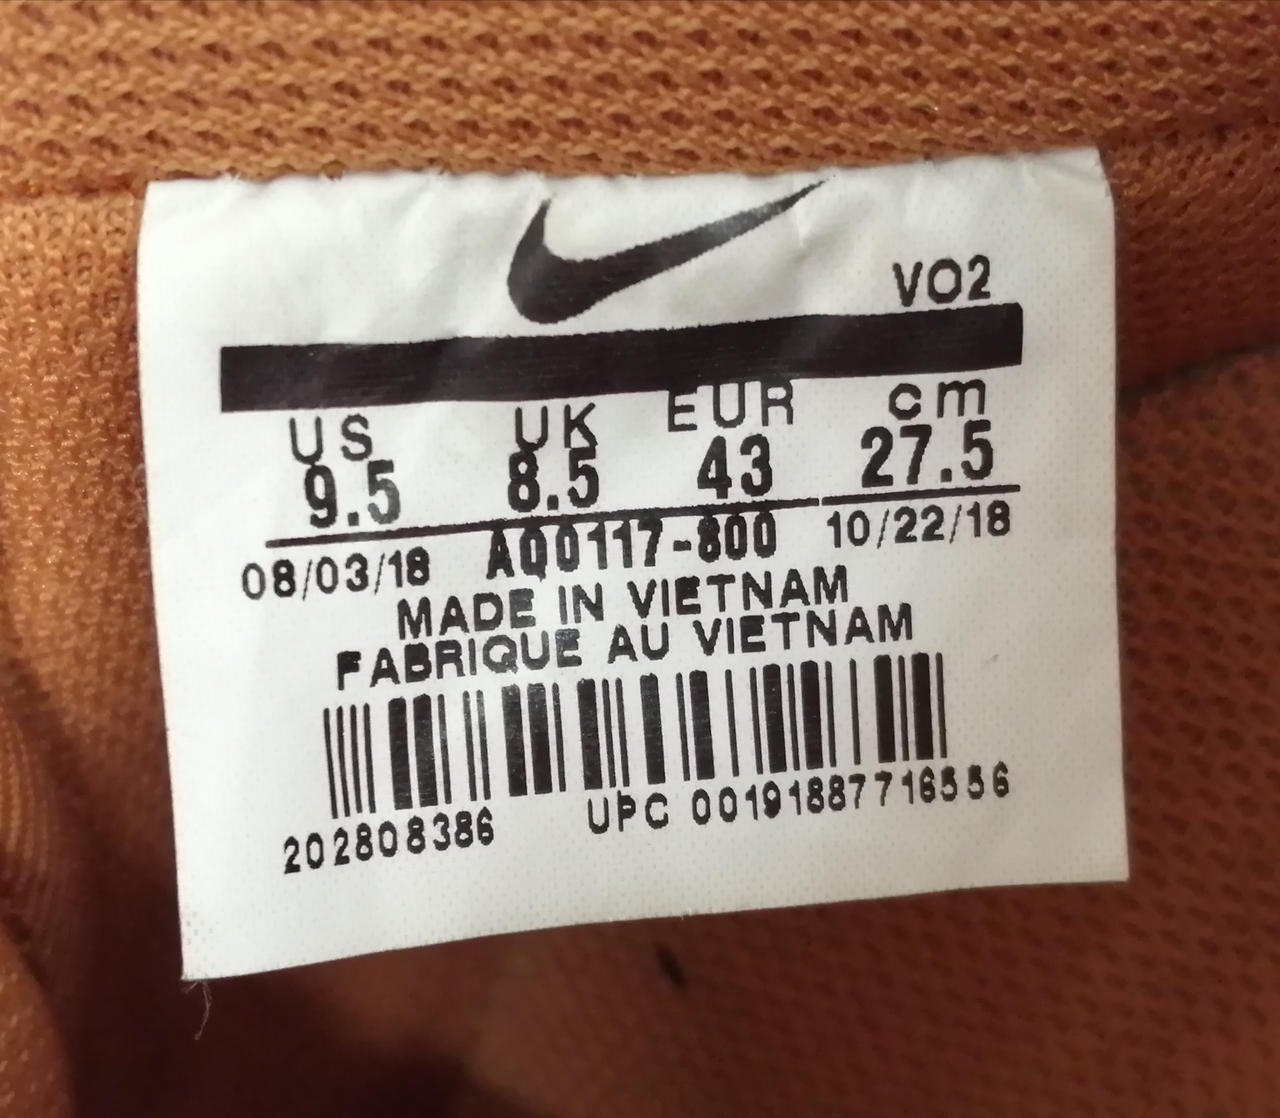 VO2
US UK EUR cm
9.5 8.5 43 27.5
08/03/18 AQ0117-800 10/22/18
MADE IN VIETNAM
FABRIQUE AU VIETNAM
202808386 UPC 00191887716556